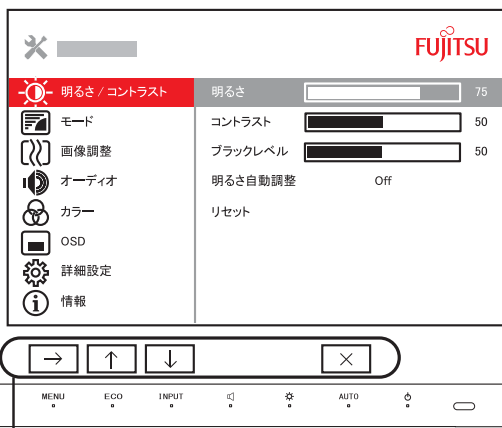 FUJITSU
明るさ / コントラスト
明るさ 75
モード
コントラスト 50
画像調整
ブラックレベル 50
オーディオ
明るさ自動調整 Off
カラー
リセット
OSD
詳細設定
情報
MENU ECO INPUT AUTO